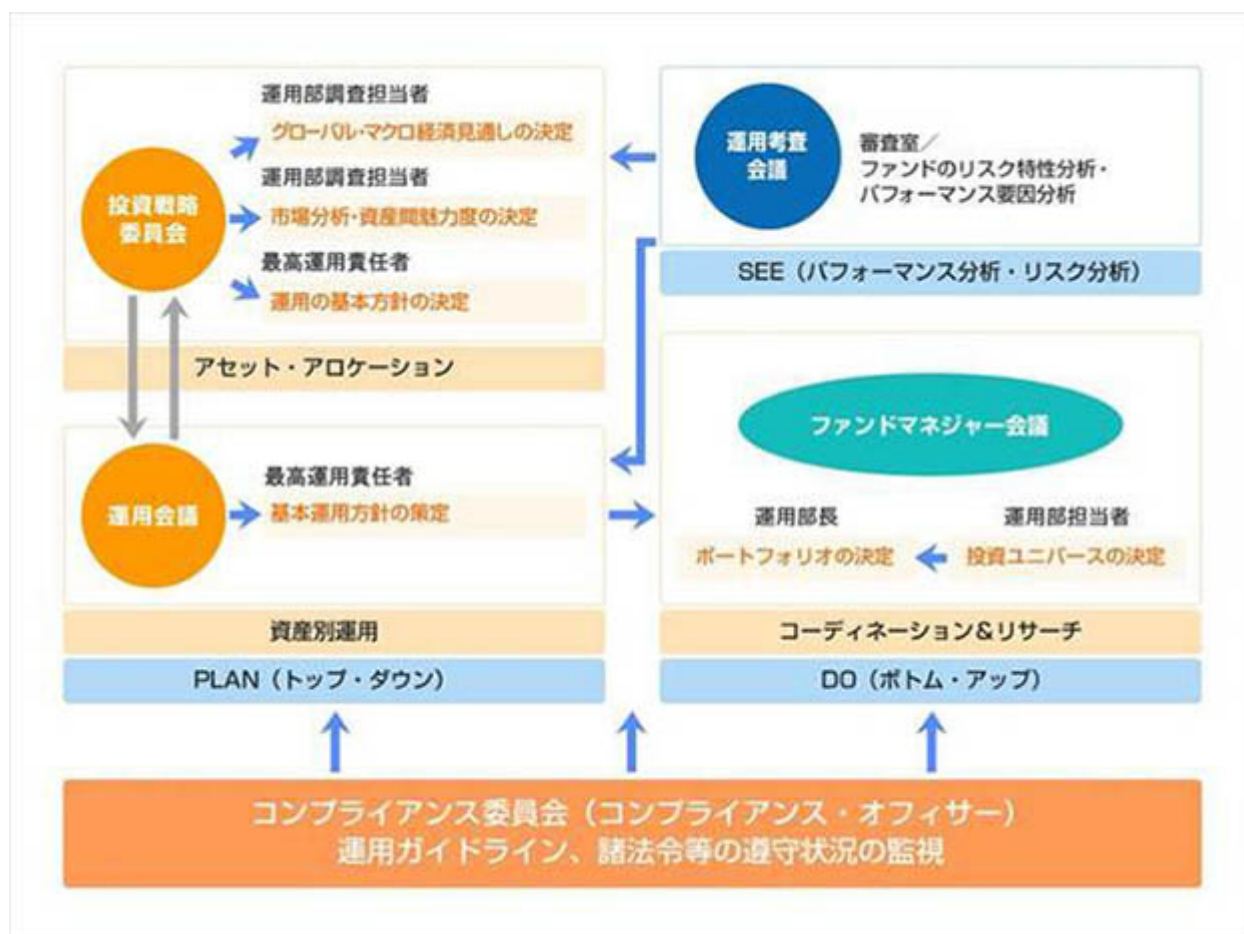 運用部調査担当者
グローバル・マクロ経済見通しの決定
運用部調査担当者
市場分析・資産間魅力度の決定
最高運用責任者
運用の基本方針の決定
投資戦略
委員会
アセット・アロケーション
運用考査
会議
審査室／
ファンドのリスク特性分析・
パフォーマンス要因分析
SEE（パフォーマンス分析・リスク分析）
運用会議
最高運用責任者
基本運用方針の策定
資産別運用
PLAN（トップ・ダウン）
ファンドマネジャー会議
運用部長
ポートフォリオの決定
運用部担当者
投資ユニバースの決定
コーディネーション＆リサーチ
DO（ボトム・アップ）
コンプライアンス委員会（コンプライアンス・オフィサー）
運用ガイドライン、諸法令等の遵守状況の監視